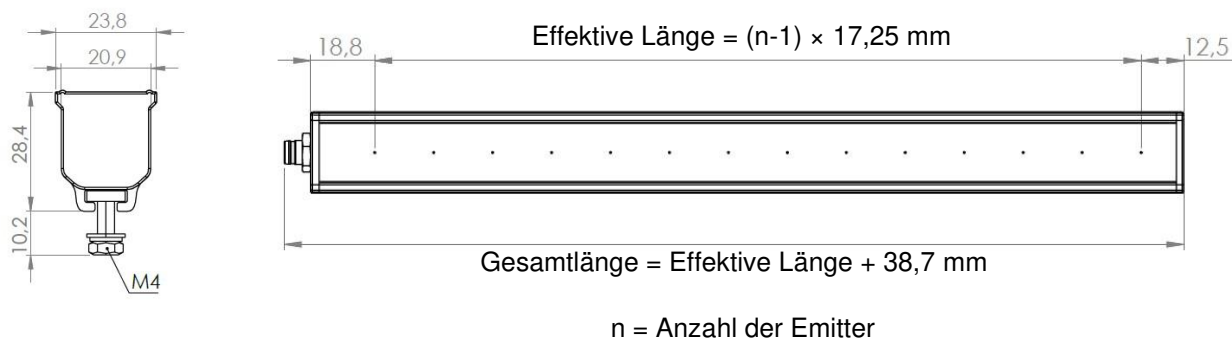 23,8
20,9
28,4
10,2
M4
Effektive Länge = (n-1) × 17,25 mm
18,8
12,5
Gesamtlänge = Effektive Länge + 38,7 mm
n = Anzahl der Emitter